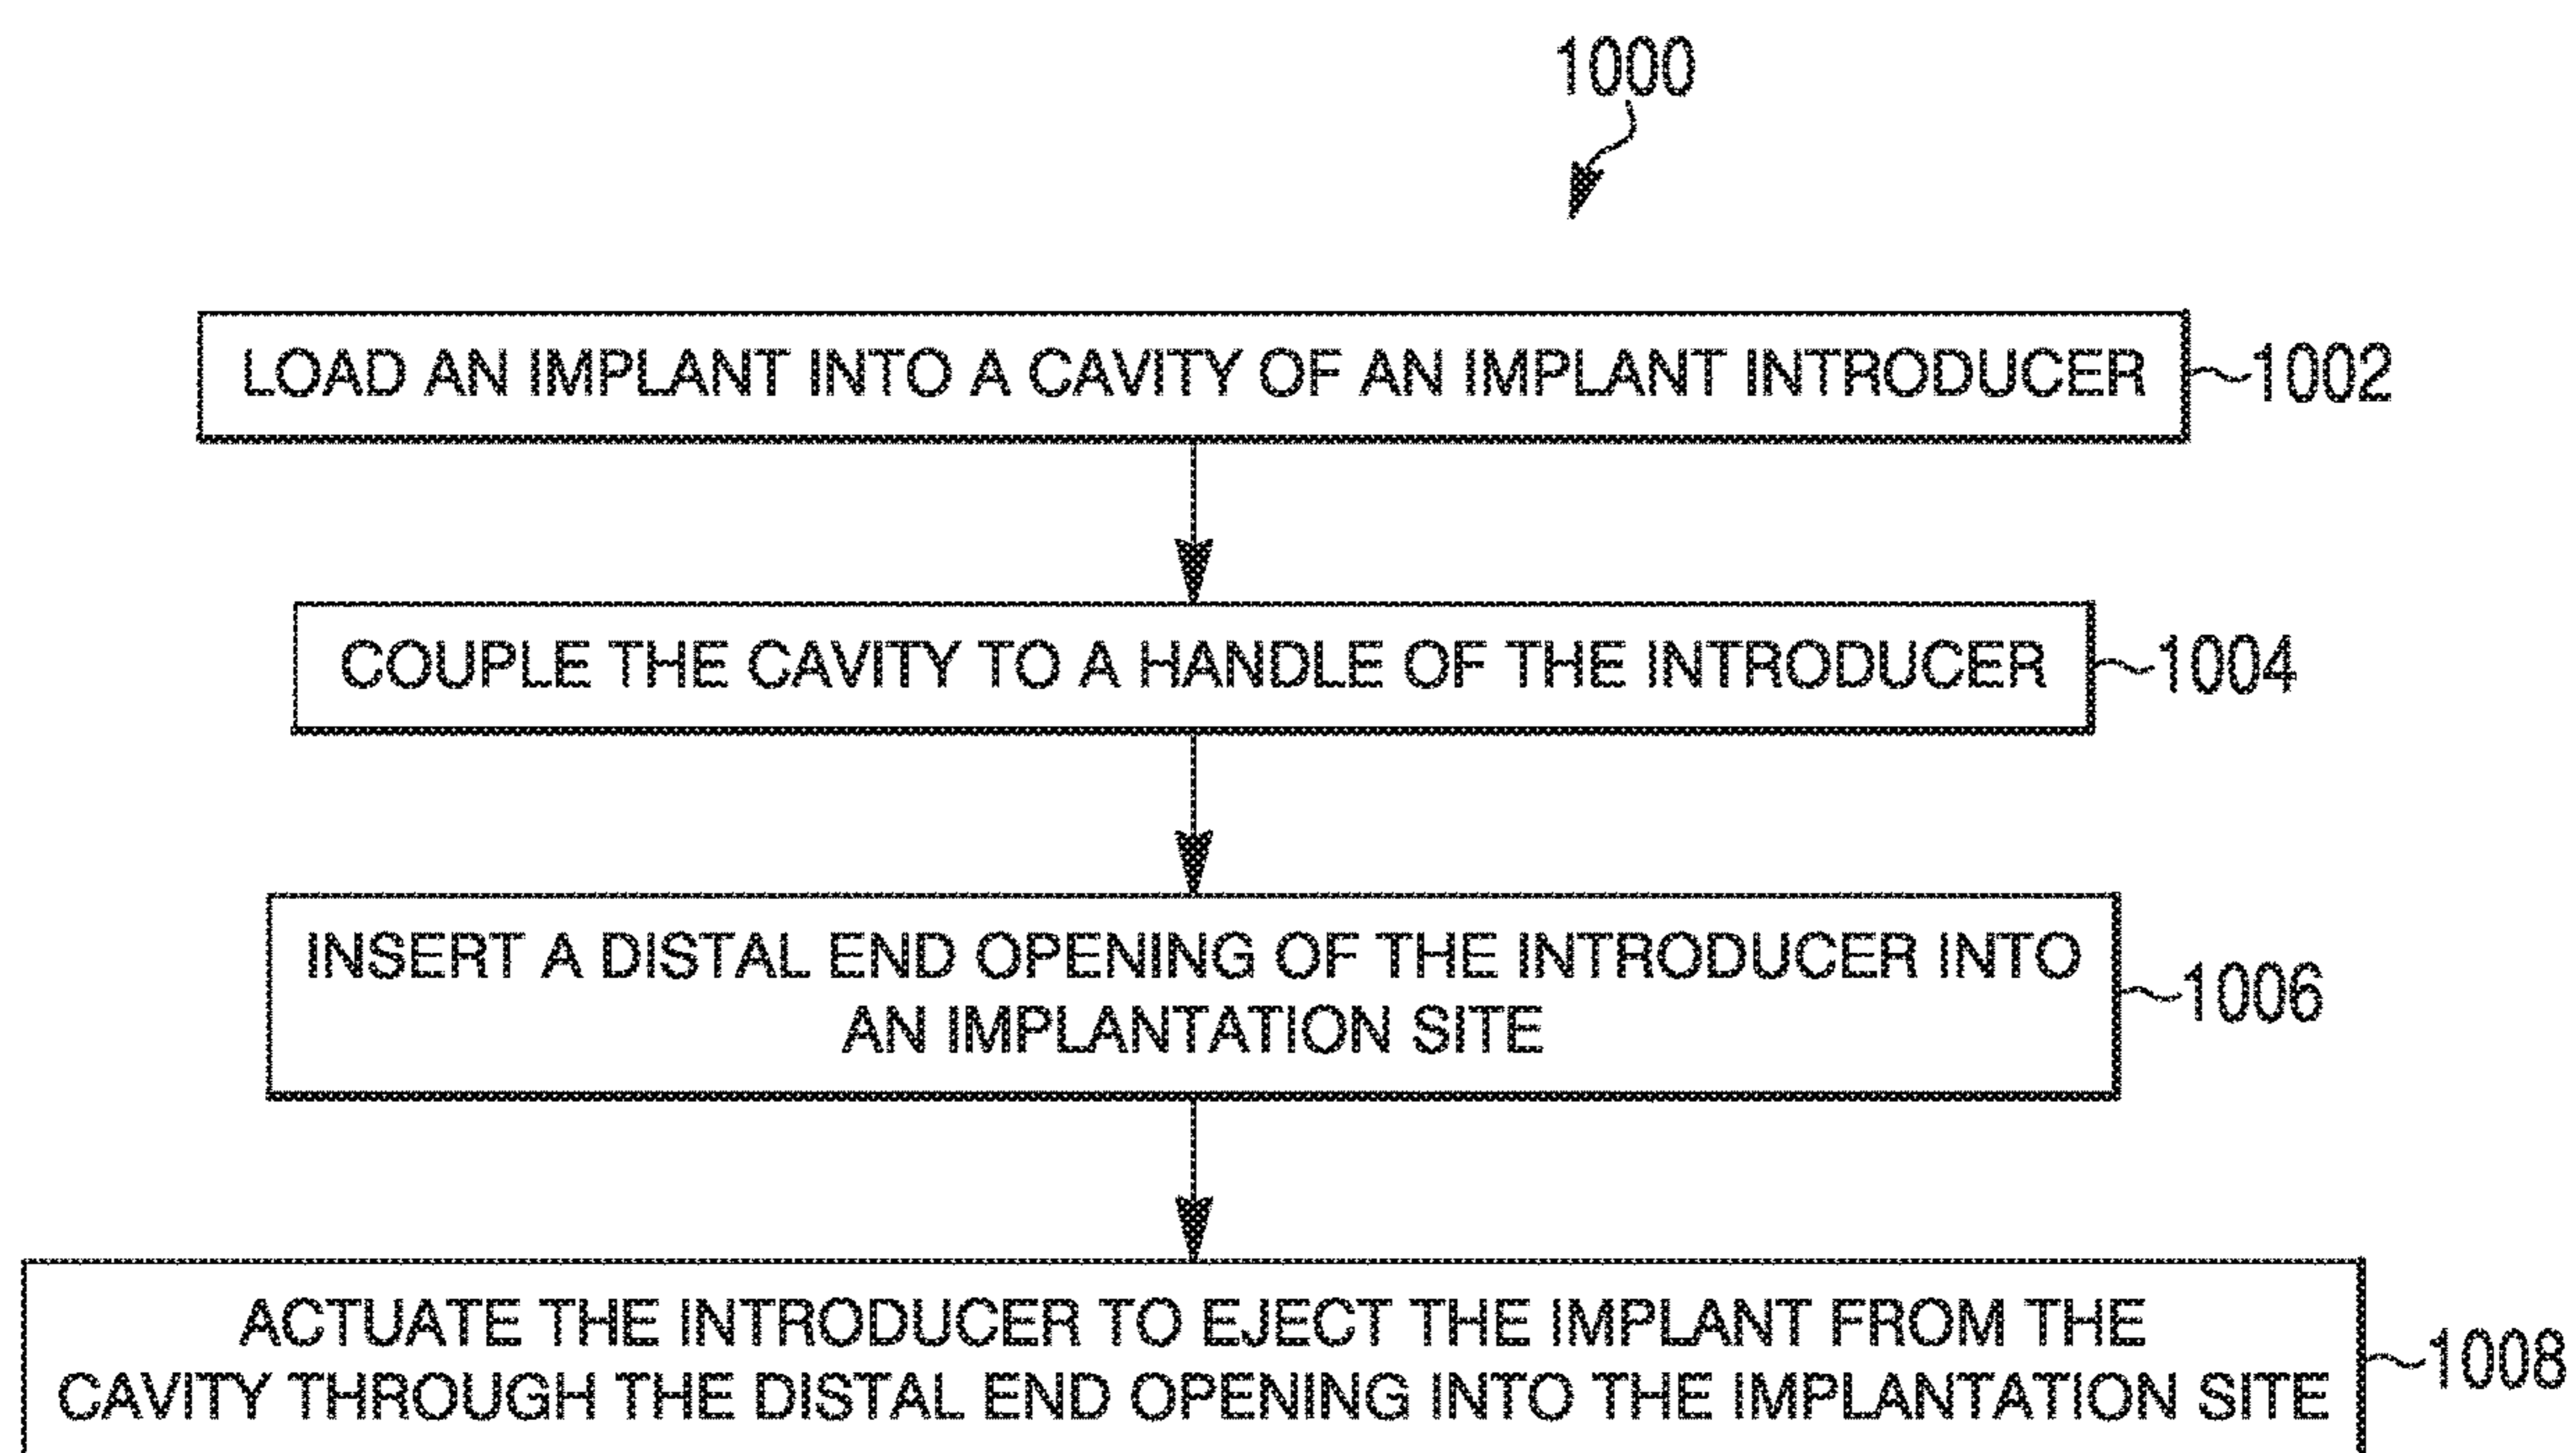 1000
LOAD AN IMPLANT INTO A CAVITY OF AN IMPLANT INTRODUCER
1002
COUPLE THE CAVITY TO A HANDLE OF THE INTRODUCER
1004
INSERT A DISTAL END OPENING OF THE INTRODUCER INTO
AN IMPLANTATION SITE
1006
ACTUATE THE INTRODUCER TO EJECT THE IMPLANT FROM THE
CAVITY THROUGH THE DISTAL END OPENING INTO THE IMPLANTATION SITE
1008